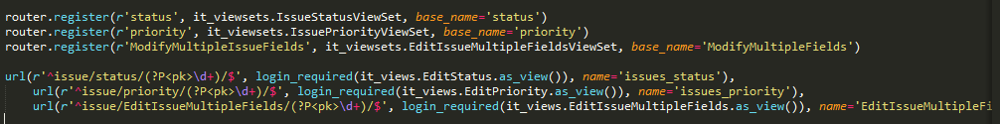 router.register(r'status', it_viewsets.IssueStatusViewSet, base_name='status')
router.register(r'priority', it_viewsets.IssuePriorityViewSet, base_name='priority')
router.register(r'ModifyMultipleIssueFields', it_viewsets.EditIssueMultipleFieldsViewSet, base_name='ModifyMultipleFields')
url(r'^issue/status/(?P<pk>\d+)/$', login_required(it_views.EditStatus.as_view()), name='issues_status'),
url(r'^issue/priority/(?P<pk>\d+)/$', login_required(it_views.EditPriority.as_view()), name='issues_priority'),
url(r'^issue/EditIssueMultipleFields/(?P<pk>\d+)/$', login_required(it_views.EditIssueMultipleFields.as_view()), name='EditIssueMultipleFi